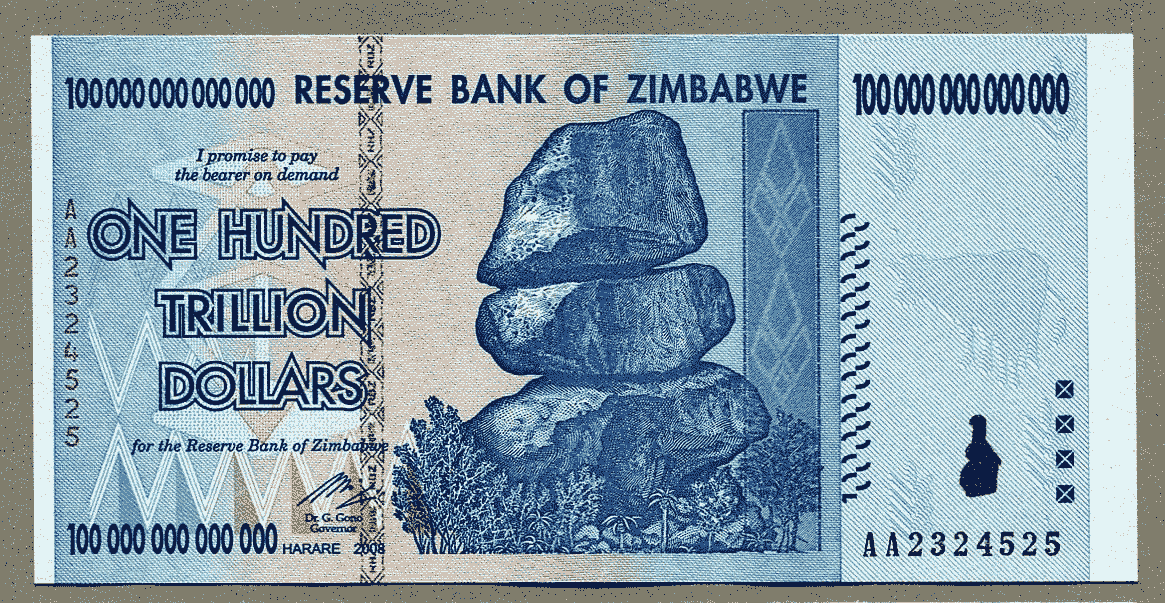 100 000 000 000 000 RESERVE BANK OF ZIMBABWE 100 000 000 000 000
I promise to pay
the bearer on demand
ONE HUNDRED
TRILLION
DOLLARS
for the Reserve Bank of Zimbabwe
Dr. G. Gono
Governor
100 000 000 000 000 HARARE 2008
AA2324525
AA2324525